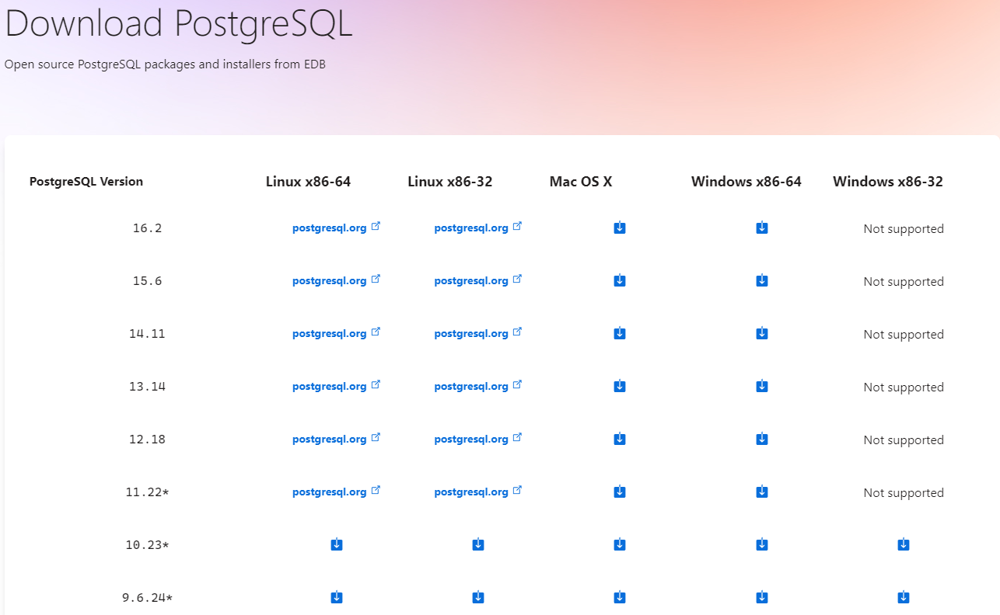 Download PostgreSQL
Open source PostgreSQL packages and installers from EDB
PostgreSQL Version Linux x86-64 Linux x86-32 Mac OS X Windows x86-64 Windows x86-32
16.2 postgresql.org postgresql.org Not supported
15.6 postgresql.org postgresql.org Not supported
14.11 postgresql.org postgresql.org Not supported
13.14 postgresql.org postgresql.org Not supported
12.18 postgresql.org postgresql.org Not supported
11.22* postgresql.org postgresql.org Not supported
10.23*
9.6.24*